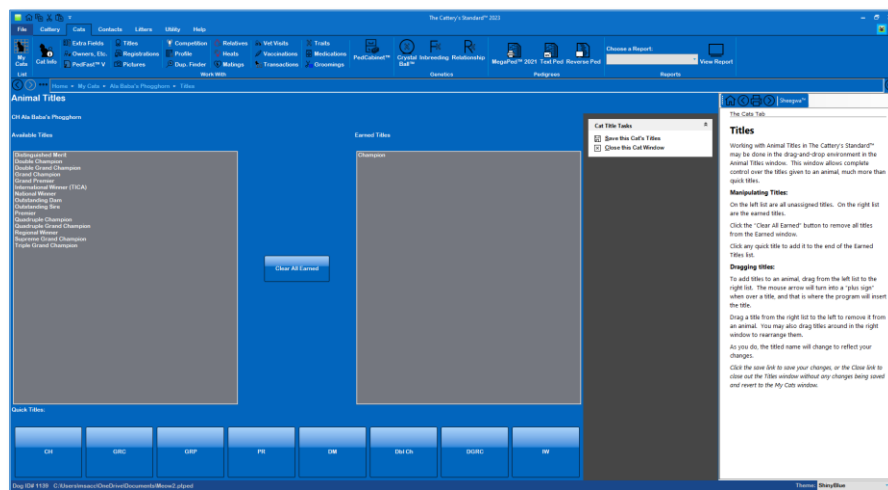 The Cattery's Standard™ 2023
File Cattery Cats Contacts Litters Utility Help
My Cats
Cat Info
Extra Fields
Owners, Etc.
PedFast™ V
Titles
Registrations
Pictures
Competition
Profile
Dup. Finder
Relatives
Heats
Matings
Vet Visits
Vaccinations
Transactions
Traits
Medications
Groomings
PedCabinet™
Crystal Ball™
Inbreeding
Relationship
MegaPed™ 2021
Text Ped
Reverse Ped
Choose a Report:
View Report
List
Work With
Genetics
Pedigrees
Reports
Home My Cats Ala Baba's Phogghorn Titles
Animal Titles
CH Ala Baba's Phogghorn
Available Titles
Distinguished Merit
Double Champion
Double Grand Champion
Grand Champion
Grand Premier
International Winner (TICA)
National Winner
Outstanding Dam
Outstanding Sire
Premier
Quadruple Champion
Quadruple Grand Champion
Regional Winner
Supreme Grand Champion
Triple Grand Champion
Clear All Earned
Earned Titles
Champion
Cat Title Tasks
Save this Cat's Titles
Close this Cat Window
Quick Titles:
CH GRC GRP PR DM Dbl Ch DGRC IW
The Cats Tab
Titles
Working with Animal Titles in The Cattery's Standard™
may be done in the drag-and-drop environment in the
Animal Titles window. This window allows complete
control over the titles given to an animal, much more than
quick titles.
Manipulating Titles:
On the left list are all unassigned titles. On the right list
are the earned titles.
Click the "Clear All Earned" button to remove all titles
from the Earned window.
Click any quick title to add it to the end of the Earned
Titles list.
Dragging titles:
To add titles to an animal, drag from the left list to the
right list. The mouse arrow will turn into a "plus sign"
when over a title, and that is where the program will insert
the title.
Drag a title from the right list to the left to remove it from
an animal. You may also drag titles around in the right
window to rearrange them.
As you do, the titled name will change to reflect your
changes.
Click the save link to save your changes, or the Close link to
close out the Titles window without any changes being saved
and revert to the My Cats window.
Dog ID# 1139 C:\Users\msacc\OneDrive\Documents\Meow2.ptped
Theme: ShinyBlue